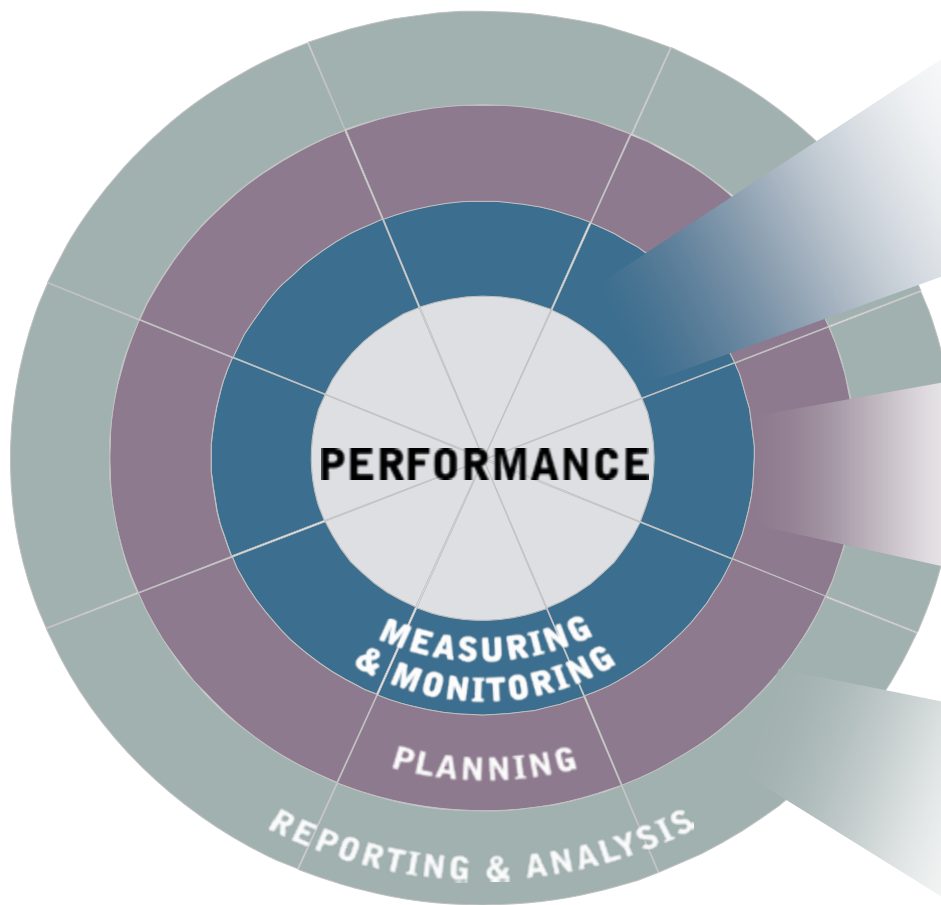 PERFORMANCE
MEASURING
& MONITORING
PLANNING
REPORTING & ANALYSIS